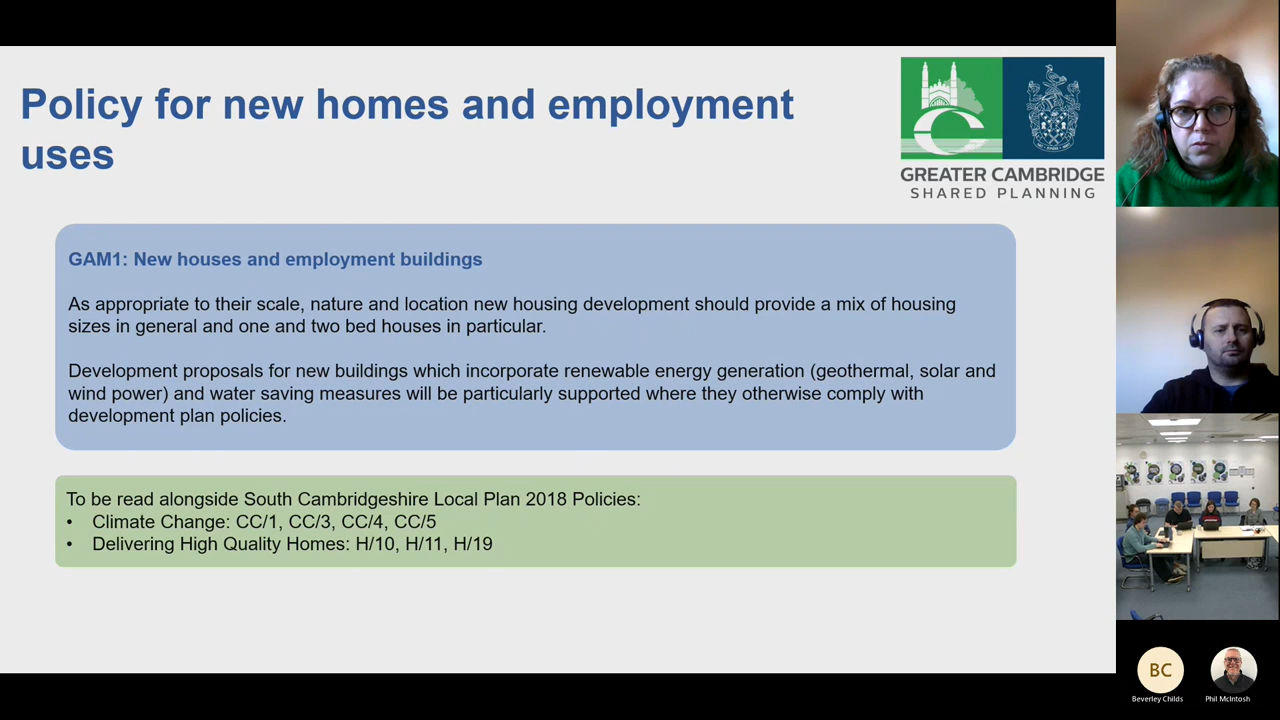 Policy for new homes and employment
uses
GREATER CAMBRIDGE
SHARED PLANNING
GAM1: New houses and employment buildings
As appropriate to their scale, nature and location new housing development should provide a mix of housing
sizes in general and one and two bed houses in particular.
Development proposals for new buildings which incorporate renewable energy generation (geothermal, solar and
wind power) and water saving measures will be particularly supported where they otherwise comply with
development plan policies.
To be read alongside South Cambridgeshire Local Plan 2018 Policies:
• Climate Change: CC/1, CC/3, CC/4, CC/5
• Delivering High Quality Homes: H/10, H/11, H/19
BC
Beverley Childs
Phil McIntosh